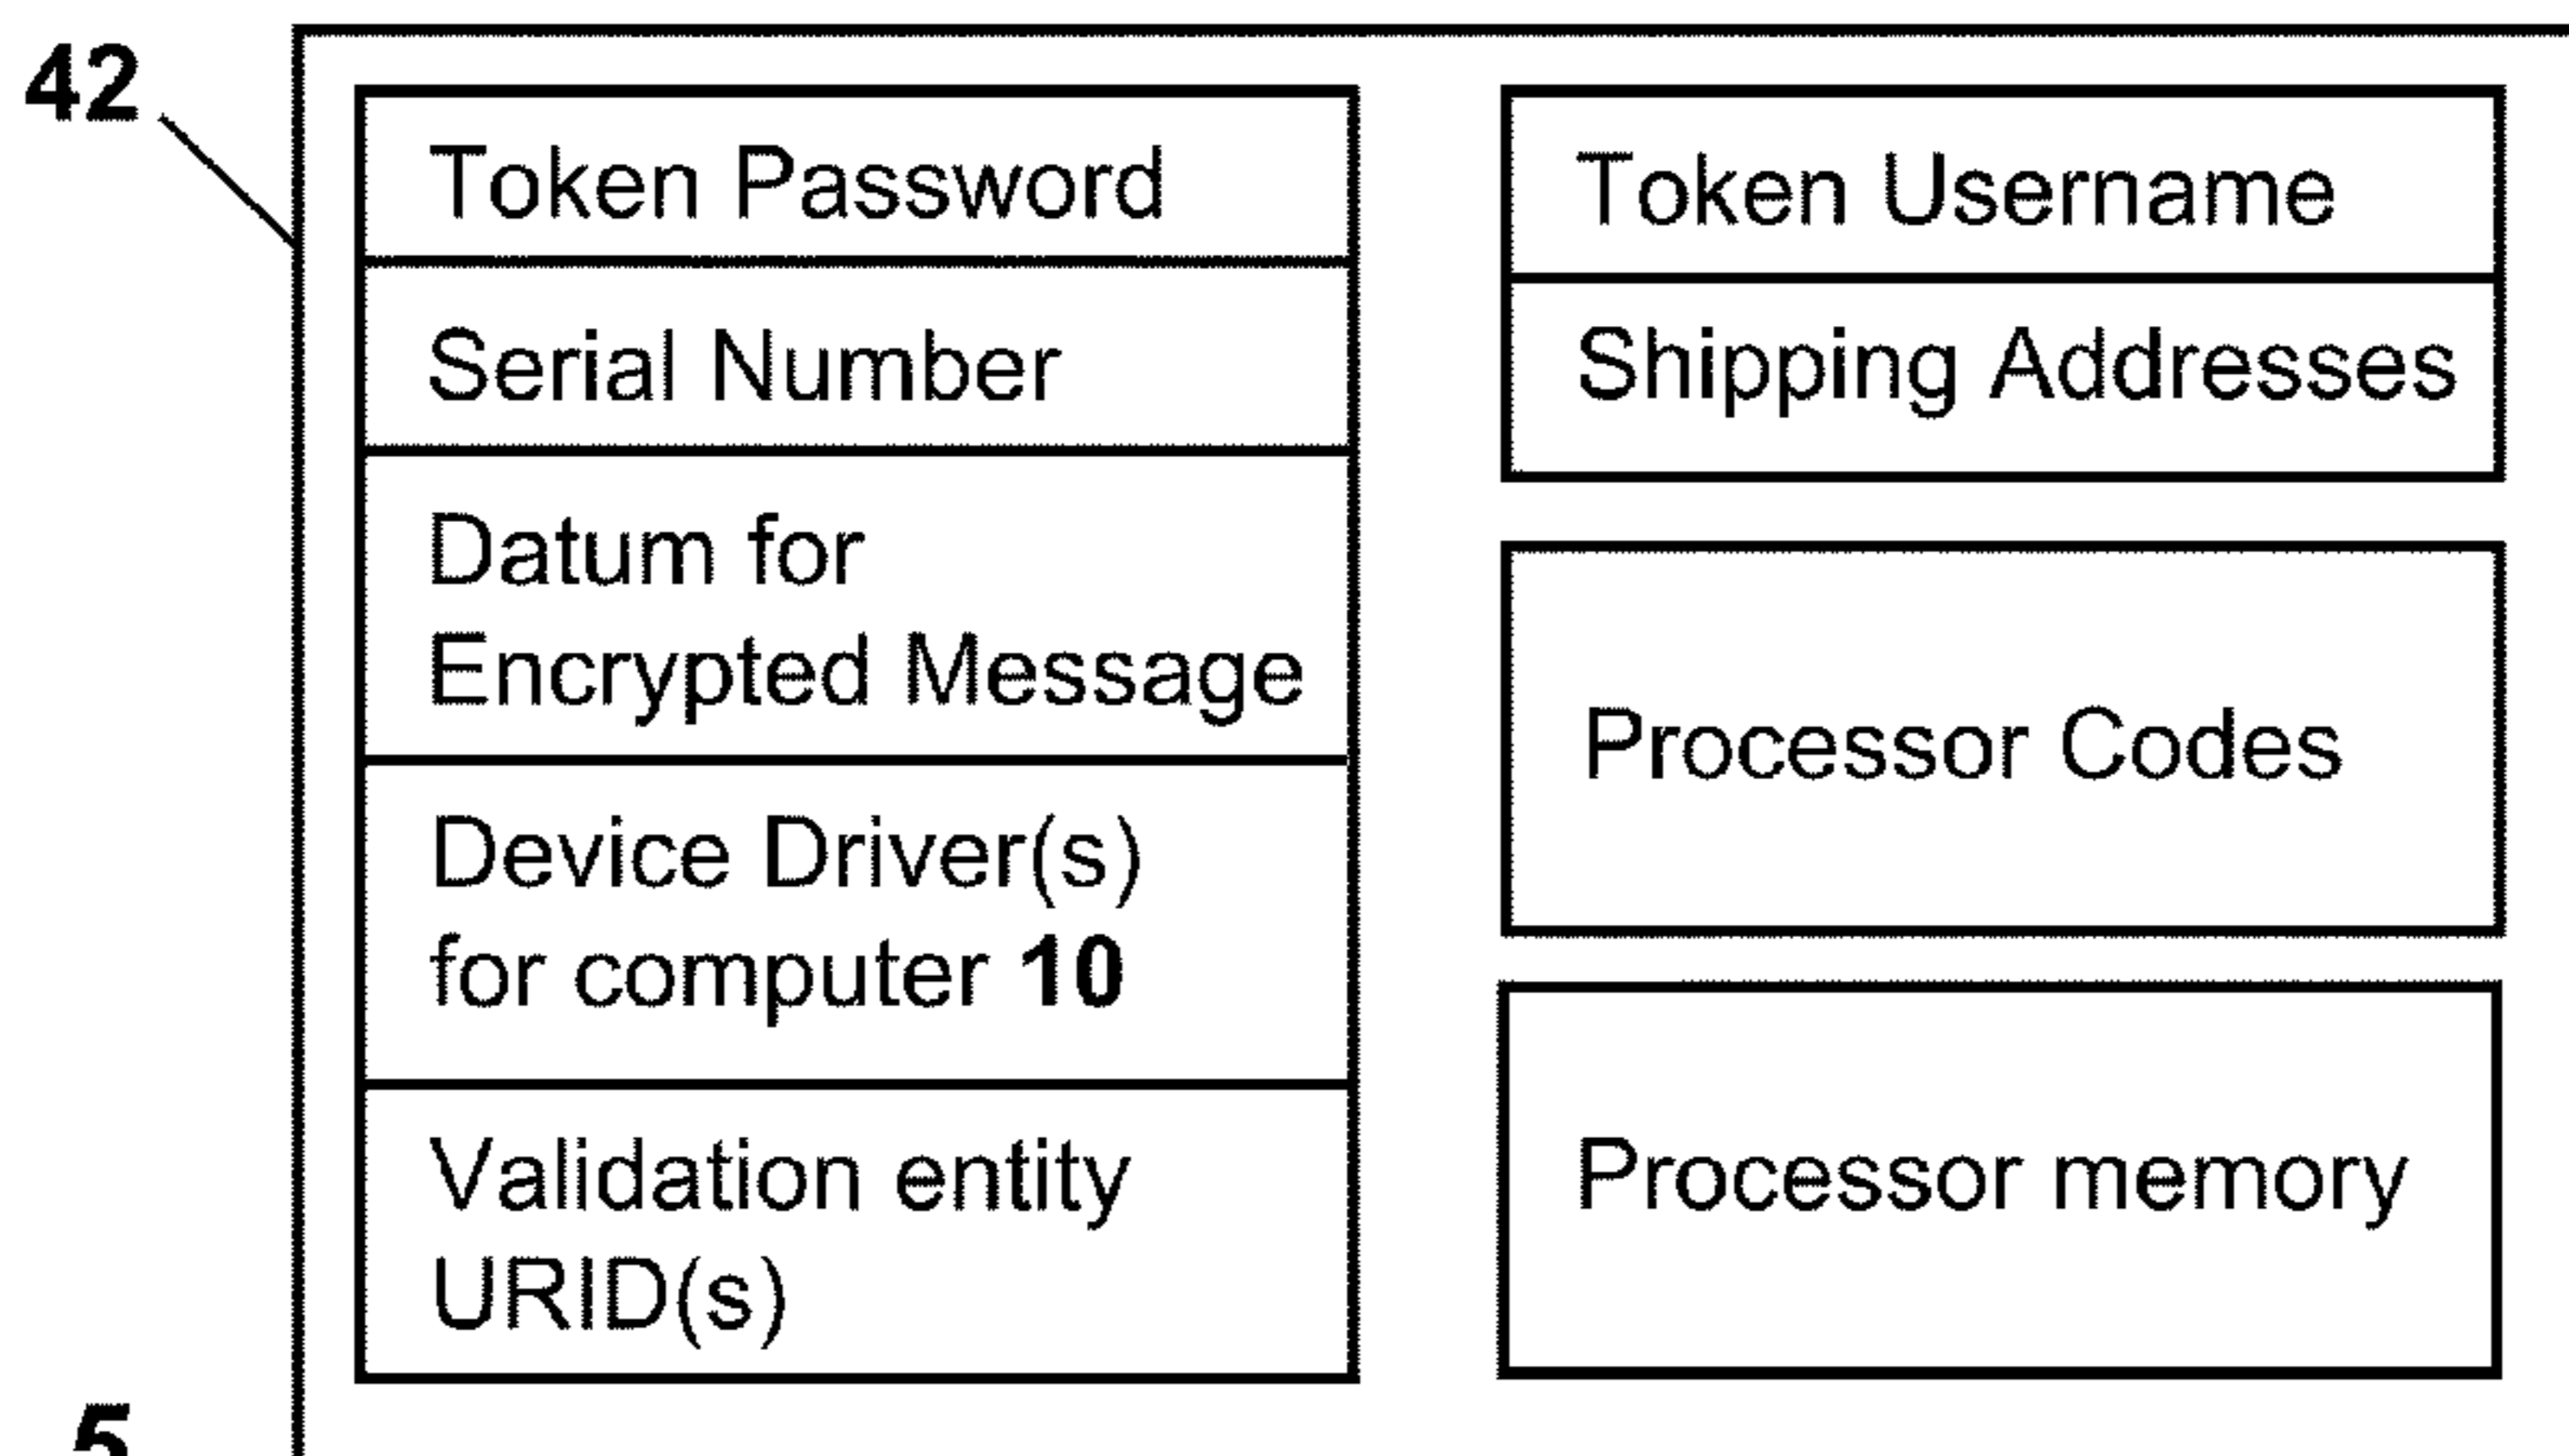 42
Token Password
Serial Number
Datum for
Encrypted Message
Device Driver(s)
for computer 10
Validation entity
URID(s)
Token Username
Shipping Addresses
Processor Codes
Processor memory
5